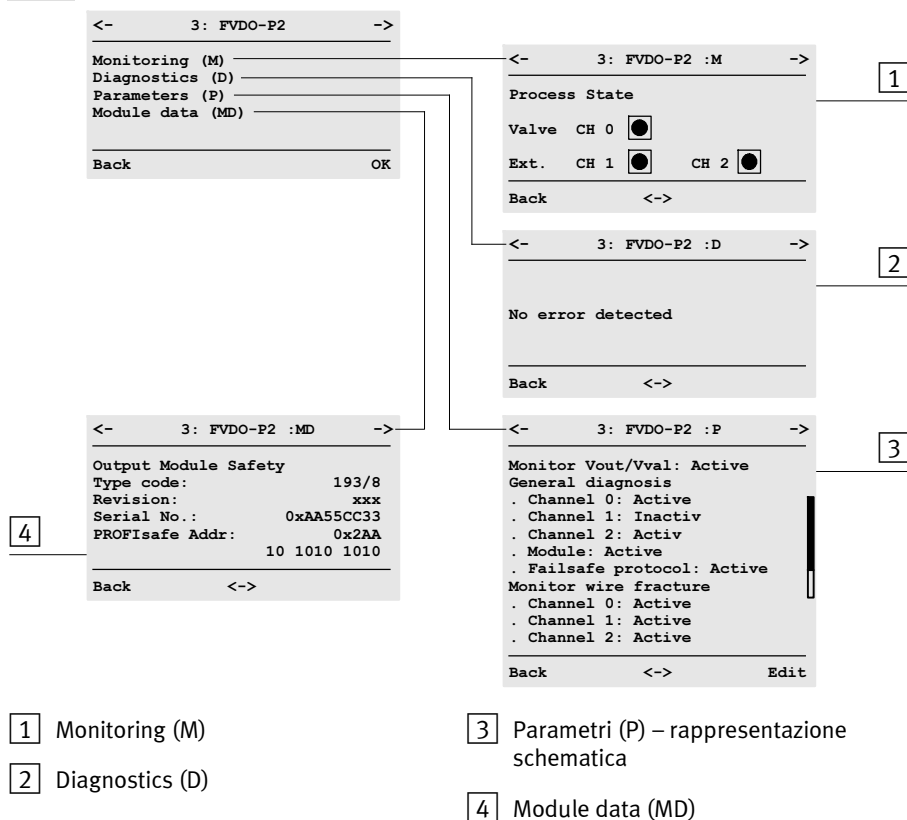 <- 3: FVDO-P2 ->
Monitoring (M)
Diagnostics (D)
Parameters (P)
Module data (MD)
Back OK
<- 3: FVDO-P2 :M ->
Process State
Valve CH 0
Ext. CH 1 CH 2
Back <->
1
<- 3: FVDO-P2 :D ->
No error detected
Back <->
2
<- 3: FVDO-P2 :MD ->
Output Module Safety
Type code: 193/8
Revision: xxx
Serial No.: 0xAA55CC33
PROFIsafe Addr: 0x2AA
10 1010 1010
Back <->
4
<- 3: FVDO-P2 :P ->
Monitor Vout/Vval: Active
General diagnosis
. Channel 0: Active
. Channel 1: Inactiv
. Channel 2: Activ
. Module: Active
. Failsafe protocol: Active
Monitor wire fracture
. Channel 0: Active
. Channel 1: Active
. Channel 2: Active
Back <-> Edit
3
1 Monitoring (M)
2 Diagnostics (D)
3 Parametri (P) – rappresentazione
schematica
4 Module data (MD)